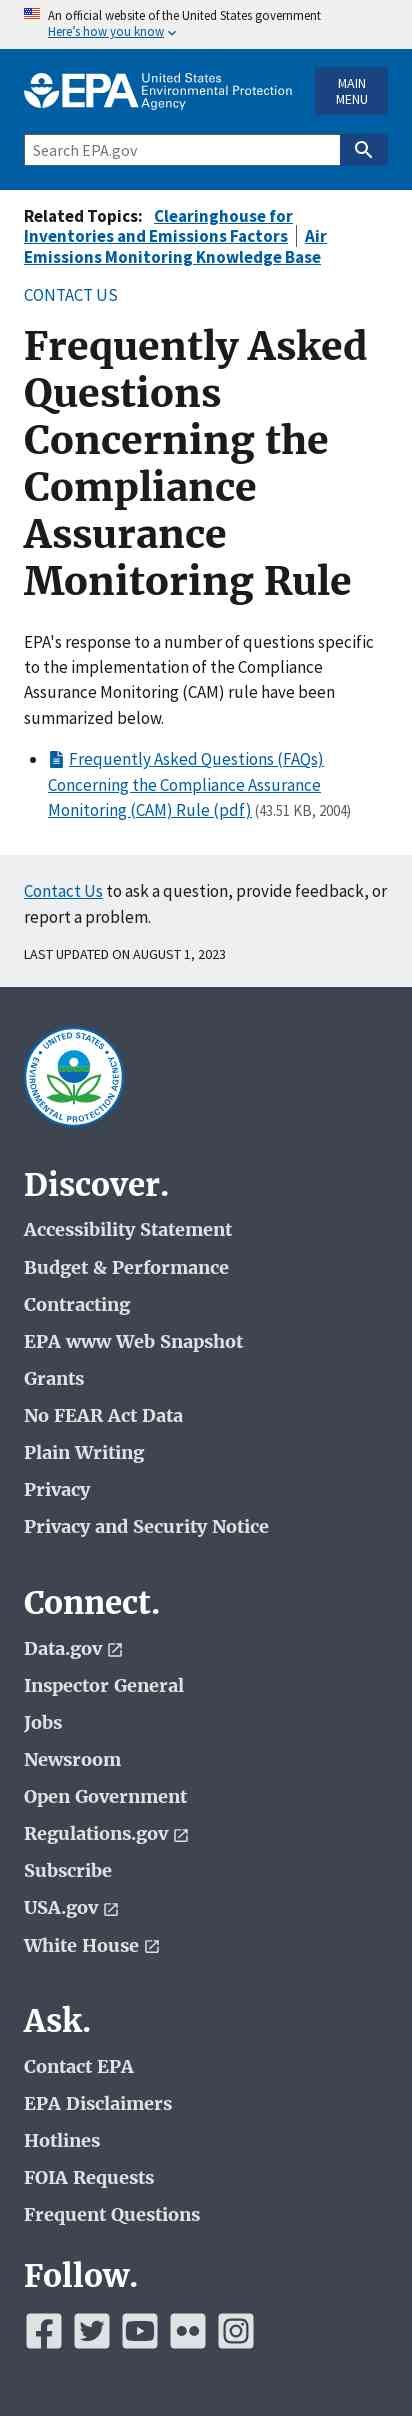 An official website of the United States government
Here's how you know
EPA United States
Environmental Protection
Agency
MAIN
MENU
Search EPA.gov
Related Topics: Clearinghouse for
Inventories and Emissions Factors Air
Emissions Monitoring Knowledge Base
CONTACT US
Frequently Asked
Questions
Concerning the
Compliance
Assurance
Monitoring Rule
EPA's response to a number of questions specific
to the implementation of the Compliance
Assurance Monitoring (CAM) rule have been
summarized below.
Frequently Asked Questions (FAQs)
Concerning the Compliance Assurance
Monitoring (CAM) Rule (pdf) (43.51 KB, 2004)
Contact Us to ask a question, provide feedback, or
report a problem.
LAST UPDATED ON AUGUST 1, 2023
UNITED STATES
ENVIRONMENTAL PROTECTION AGENCY
Discover.
Accessibility Statement
Budget & Performance
Contracting
EPA www Web Snapshot
Grants
No FEAR Act Data
Plain Writing
Privacy
Privacy and Security Notice
Connect.
Data.gov
Inspector General
Jobs
Newsroom
Open Government
Regulations.gov
Subscribe
USA.gov
White House
Ask.
Contact EPA
EPA Disclaimers
Hotlines
FOIA Requests
Frequent Questions
Follow.